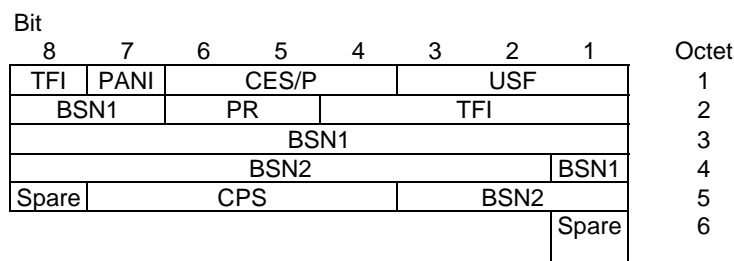 Bit
8 7 6 5 4 3 2 1 Octet
TFI PANI CES/P USF 1
BSN1 PR TFI 2
BSN1 3
BSN2 BSN1 4
Spare CPS BSN2 5
Spare 6